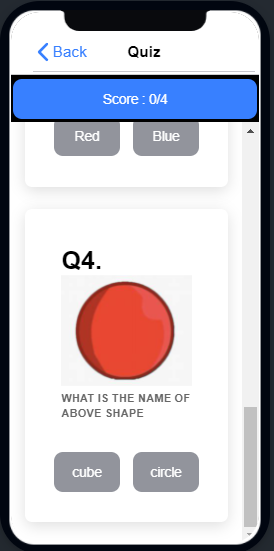 Back Quiz
Score : 0/4
Red Blue
Q4.
WHAT IS THE NAME OF
ABOVE SHAPE
cube circle